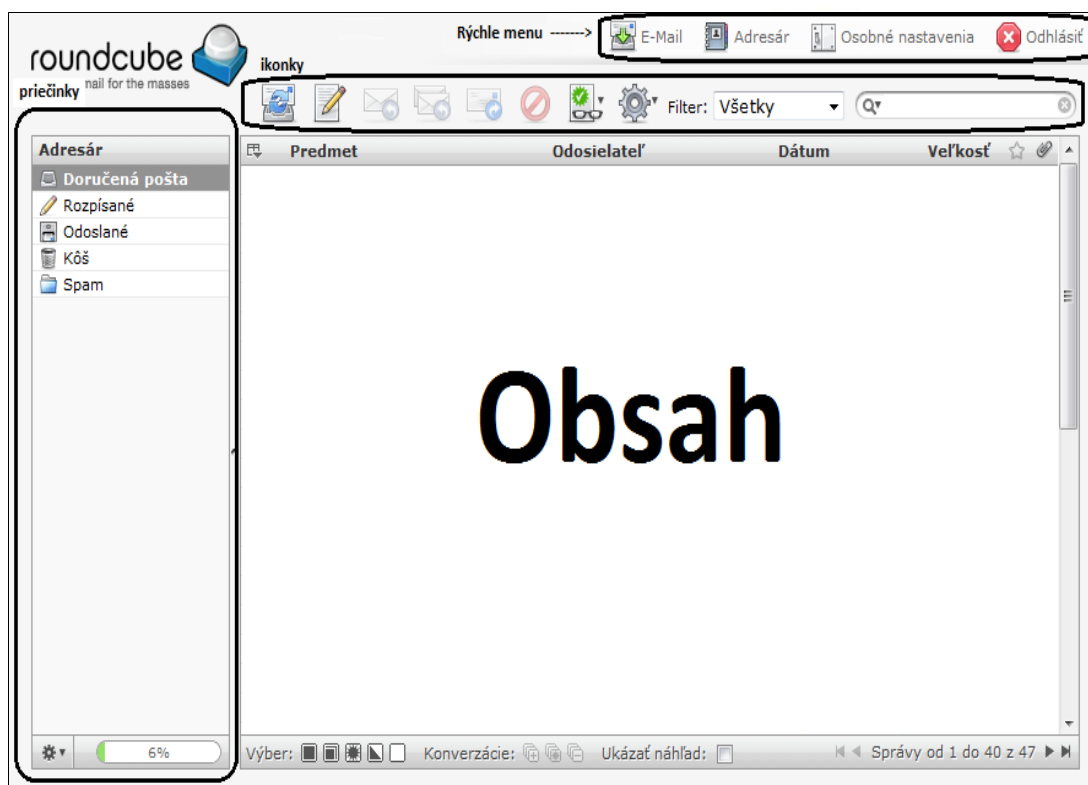 Rýchle menu -------> E-Mail Adresár Osobné nastavenia Odhlásiť
roundcube
ikonky
priečinky nail for the masses
Filter: Všetky
Adresár
Predmet Odosielateľ Dátum Veľkosť
Doručená pošta
Rozpísané
Odoslané
Kôš
Spam
Obsah
6% Výber: Konverzácie: Ukázať náhľad: Správy od 1 do 40 z 47